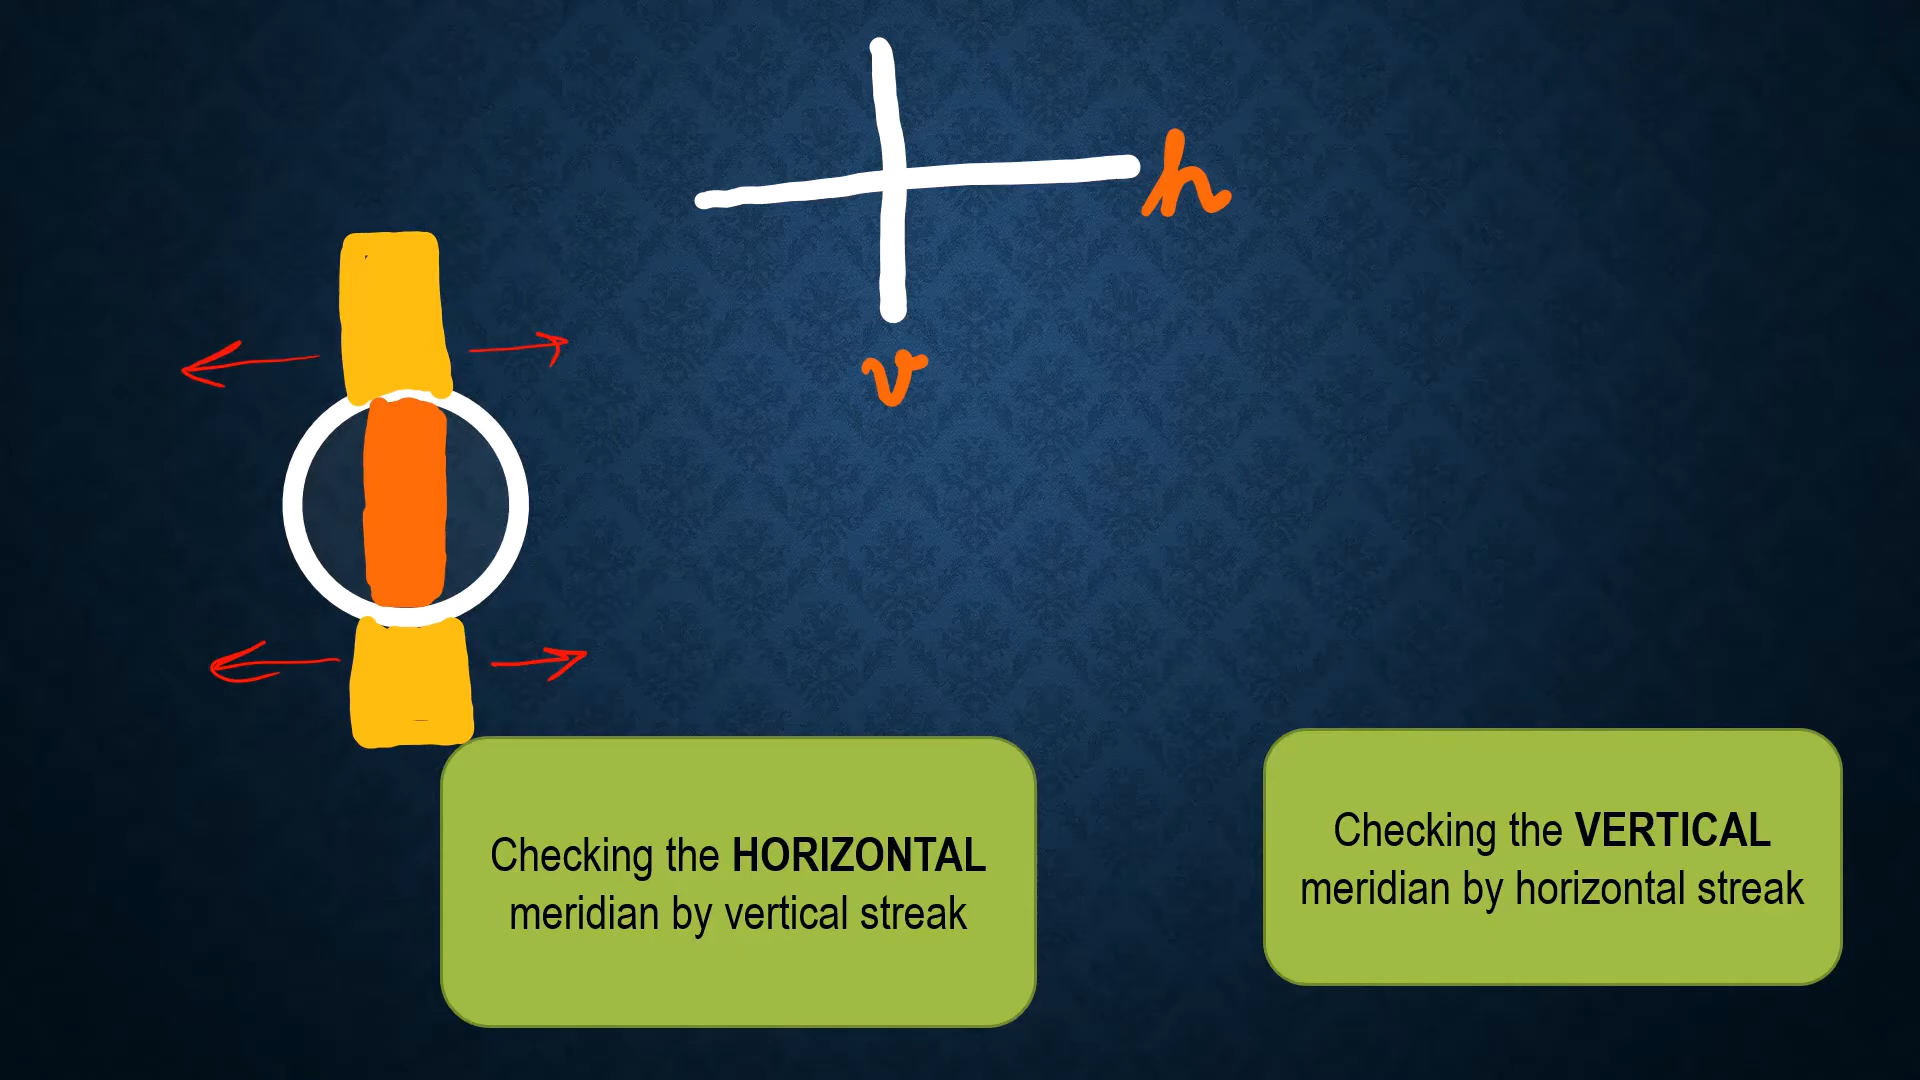 h
v
Checking the HORIZONTAL
meridian by vertical streak
Checking the VERTICAL
meridian by horizontal streak